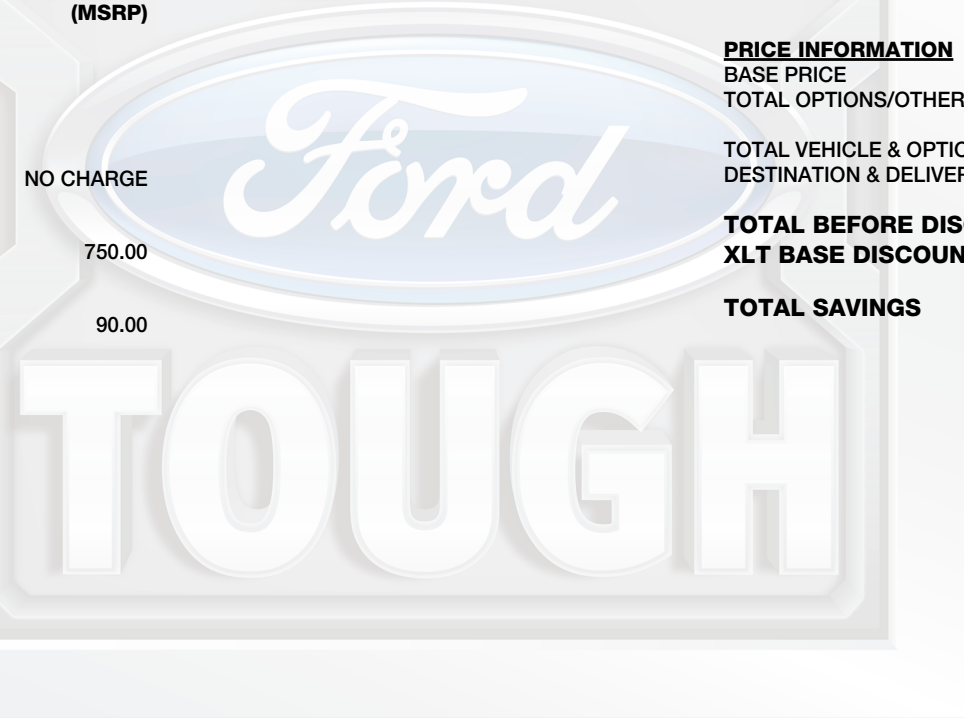 (MSRP)
NO CHARGE
750.00
90.00
PRICE INFORMATION
BASE PRICE
TOTAL OPTIONS/OTHER
TOTAL VEHICLE & OPTIO
DESTINATION & DELIVER
TOTAL BEFORE DIS
XLT BASE DISCOUN
TOTAL SAVINGS
Ford
TOUGH